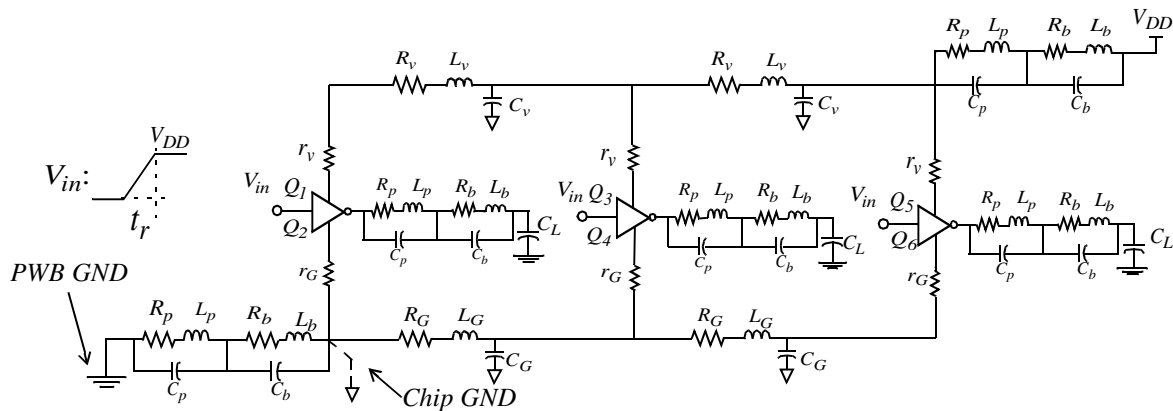 R_p L_p R_b L_b V_DD
R_v L_v R_v L_v
C_p C_b
C_v C_v
V_DD
V_in:
t_r
r_v r_v r_v
V_in Q_1 R_p L_p R_b L_b
V_in Q_3 R_p L_p R_b L_b
V_in Q_5 R_p L_p R_b L_b
Q_2 C_p C_b C_L
Q_4 C_p C_b C_L
Q_6 C_p C_b C_L
r_G r_G r_G
PWB GND
R_p L_p R_b L_b R_G L_G R_G L_G
C_p C_b C_G C_G
Chip GND